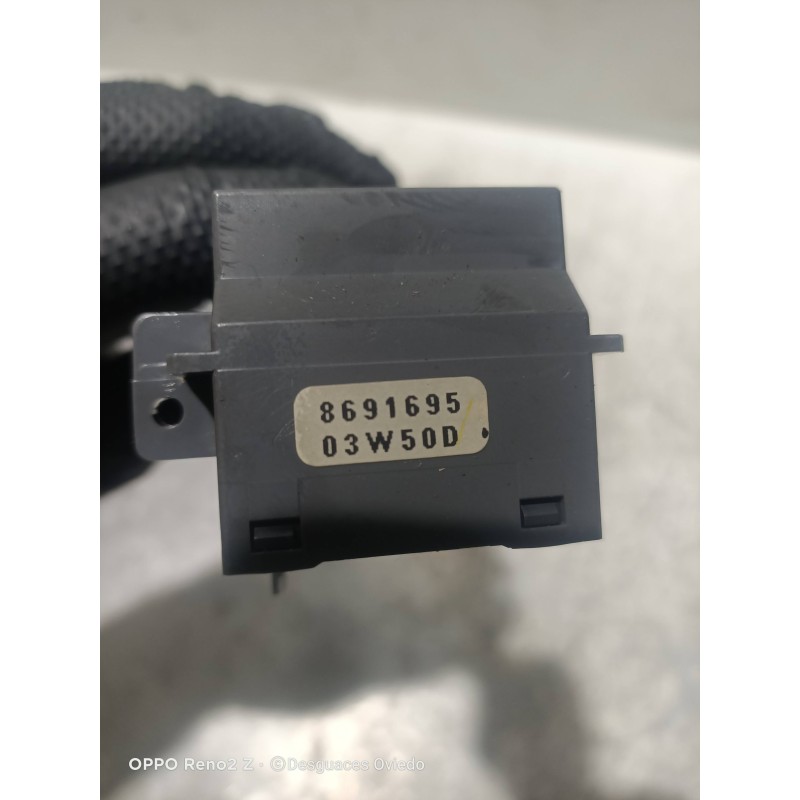 8691695
03W50D
OPPO Reno2 Z · ©Desguaces Oviedo